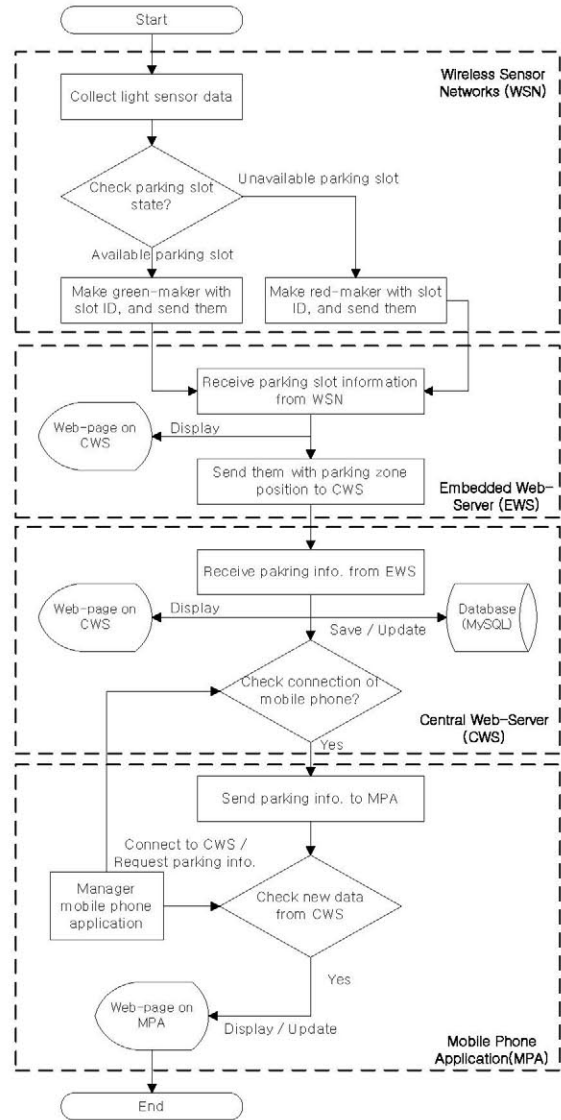 Start
Wireless Sensor
Networks (WSN)
Collect light sensor data
Check parking slot
state?
Unavailable parking slot
Available parking slot
Make green-maker with
slot ID, and send them
Make red-maker with slot
ID, and send them
Receive parking slot information
from WSN
Web-page on
CWS
Display
Send them with parking zone
position to CWS
Embedded Web-
Server (EWS)
Receive pakring info. from EWS
Web-page on
CWS
Display
Save / Update
Database
(MySQL)
Check connection of
mobile phone?
Central Web-Server
(CWS)
Yes
Send parking info. to MPA
Connect to CWS /
Request parking info.
Manager
mobile phone
application
Check new data
from CWS
Yes
Web-page on
MPA
Display / Update
Mobile Phone
Application(MPA)
End